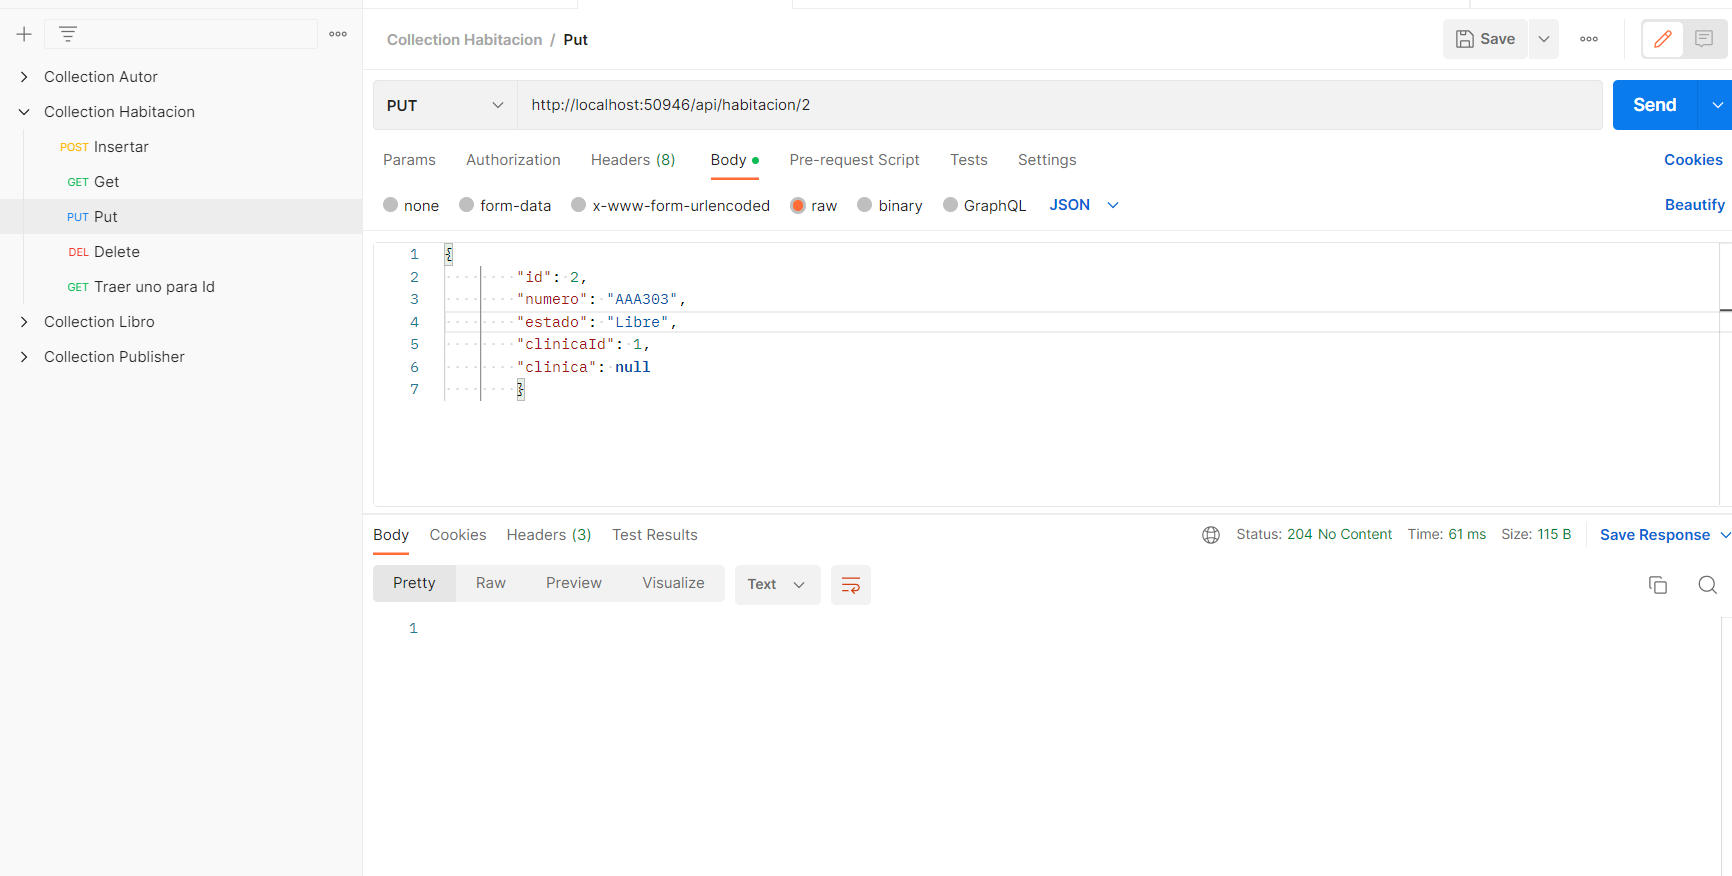 Collection Autor
Collection Habitacion
POST Insertar
GET Get
PUT Put
DEL Delete
GET Traer uno para Id
Collection Libro
Collection Publisher
Collection Habitacion / Put
Save
PUT http://localhost:50946/api/habitacion/2 Send
Params Authorization Headers (8) Body Pre-request Script Tests Settings Cookies
none form-data x-www-form-urlencoded raw binary GraphQL JSON Beautify
1 {
2 "id": 2,
3 "numero": "AAA303",
4 "estado": "Libre",
5 "clinicaId": 1,
6 "clinica": null
7 }
Body Cookies Headers (3) Test Results Status: 204 No Content Time: 61 ms Size: 115 B Save Response
Pretty Raw Preview Visualize Text
1